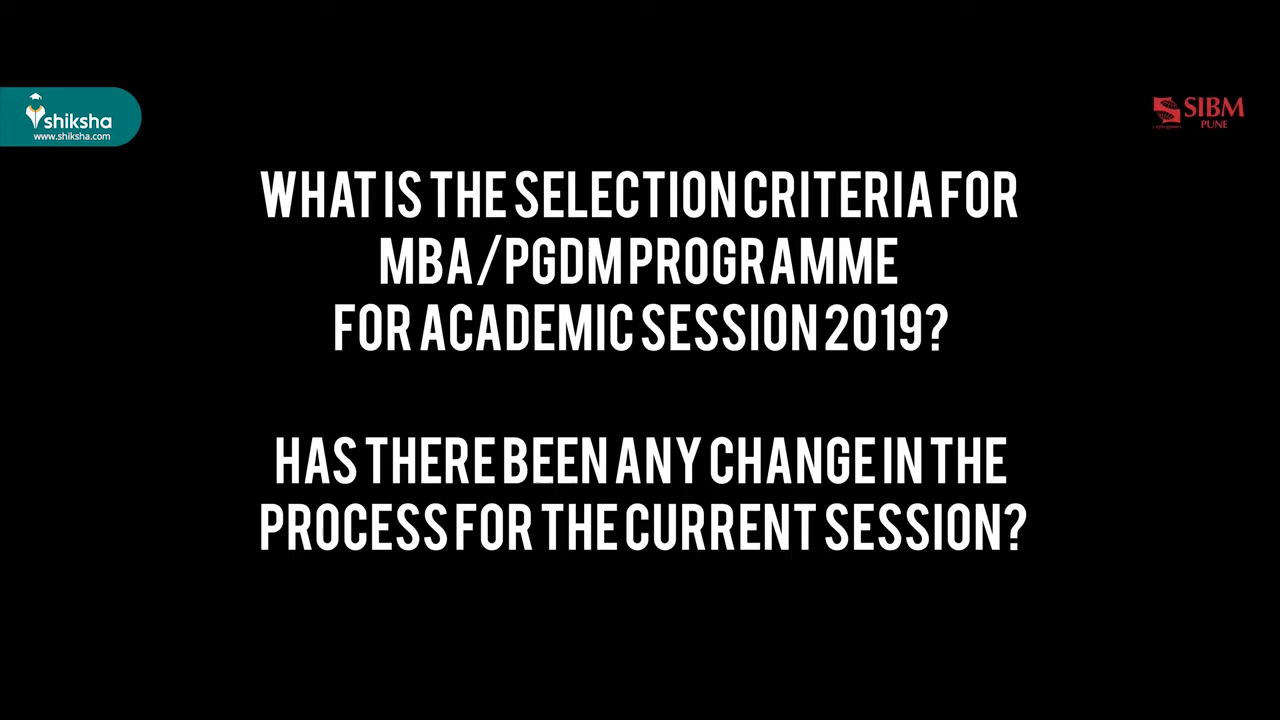 shiksha
www.shiksha.com
SIBM
PUNE
WHAT IS THE SELECTION CRITERIA FOR
MBA/PGDM PROGRAMME
FOR ACADEMIC SESSION 2019?
HAS THERE BEEN ANY CHANGE IN THE
PROCESS FOR THE CURRENT SESSION?